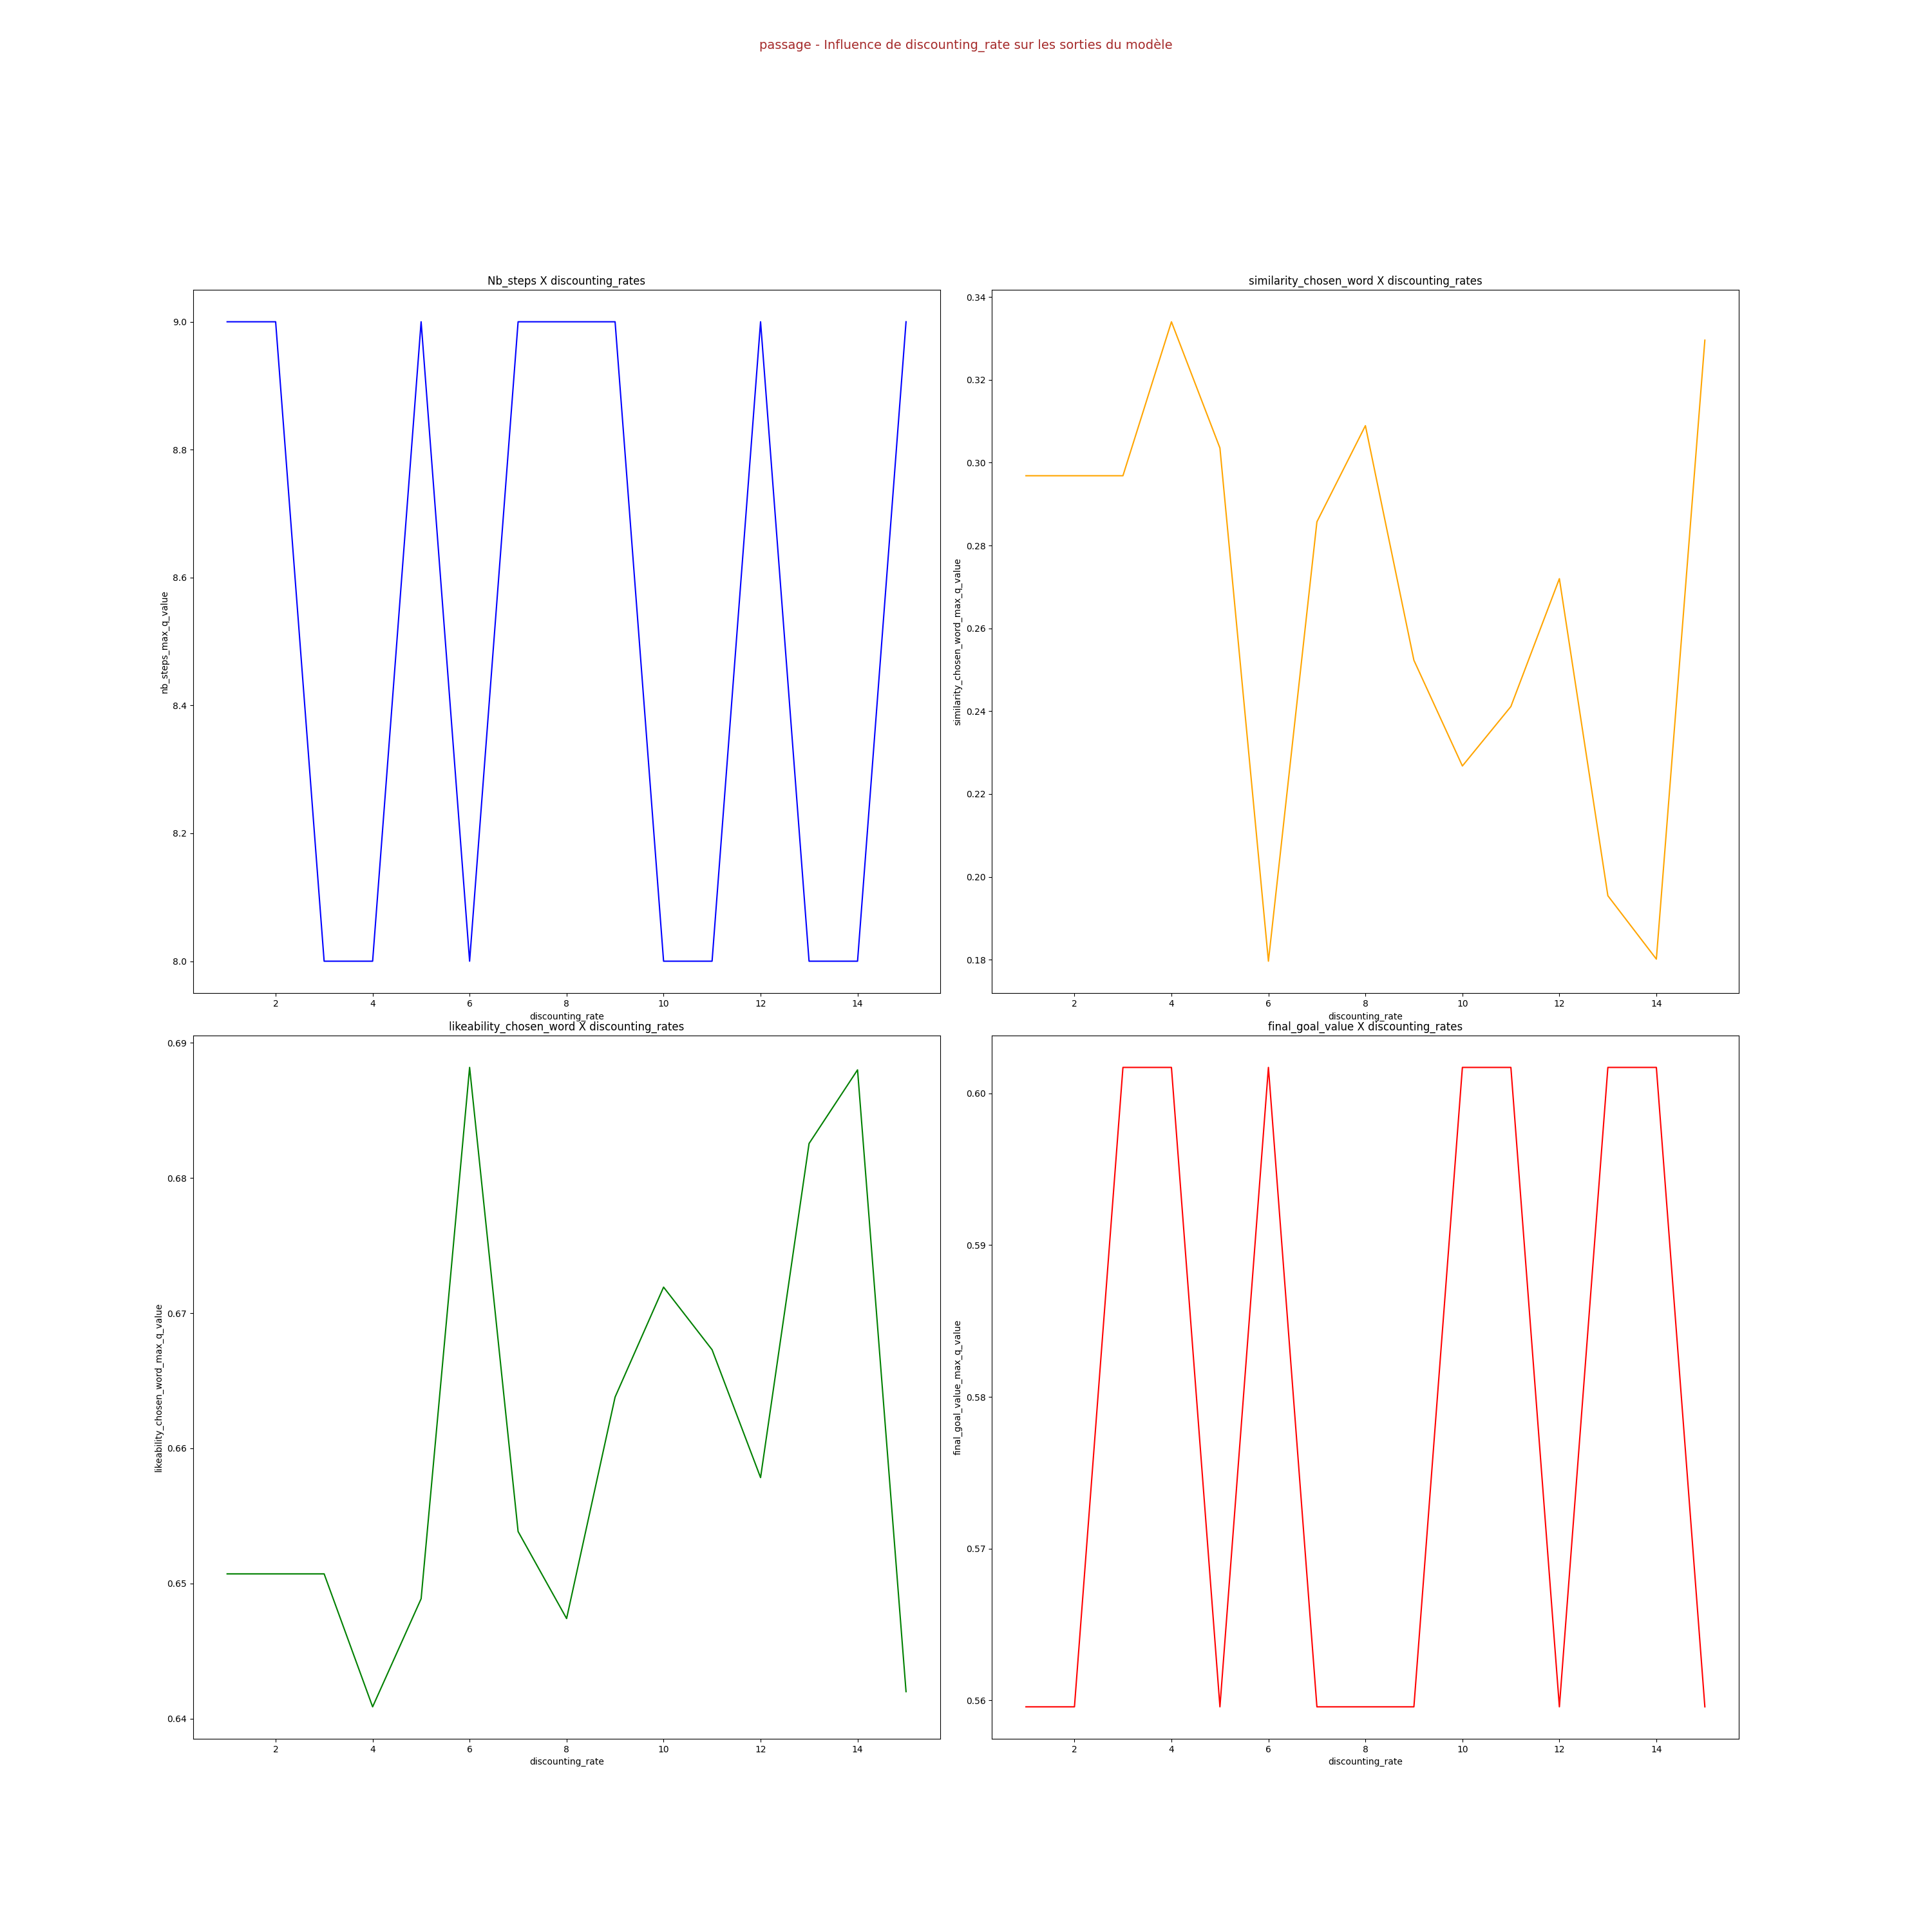 passage - Influence de discounting_rate sur les sorties du modèle
Nb_steps X discounting_rates
9.0
8.8
8.6
8.4
8.2
8.0
nb_steps_max_q_value
2 4 6 8 10 12 14
discounting_rate
similarity_chosen_word X discounting_rates
0.34
0.32
0.30
0.28
0.26
0.24
0.22
0.20
0.18
similarity_chosen_word_max_q_value
2 4 6 8 10 12 14
discounting_rate
likeability_chosen_word X discounting_rates
0.69
0.68
0.67
0.66
0.65
0.64
likeability_chosen_word_max_q_value
2 4 6 8 10 12 14
discounting_rate
final_goal_value X discounting_rates
0.60
0.59
0.58
0.57
0.56
final_goal_value_max_q_value
2 4 6 8 10 12 14
discounting_rate